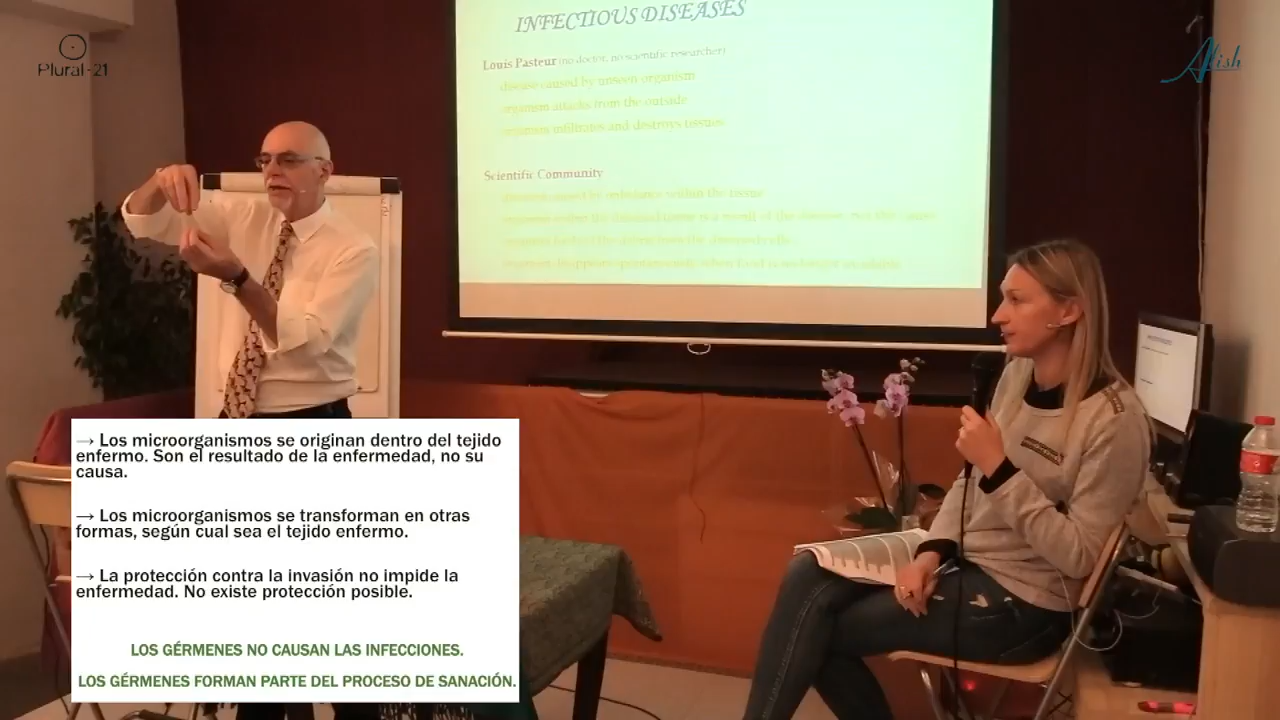 Plural-21
Alish
INFECTIOUS DISEASES
Louis Pasteur (no doctor, no scientific researcher)
disease caused by unseen organism
organism attacks from the outside
organism infiltrates and destroys tissues
Scientific Community
→ Los microorganismos se originan dentro del tejido
enfermo. Son el resultado de la enfermedad, no su
causa.
→ Los microorganismos se transforman en otras
formas, según cual sea el tejido enfermo.
→ La protección contra la invasión no impide la
enfermedad. No existe protección posible.
LOS GÉRMENES NO CAUSAN LAS INFECCIONES.
LOS GÉRMENES FORMAN PARTE DEL PROCESO DE SANACIÓN.